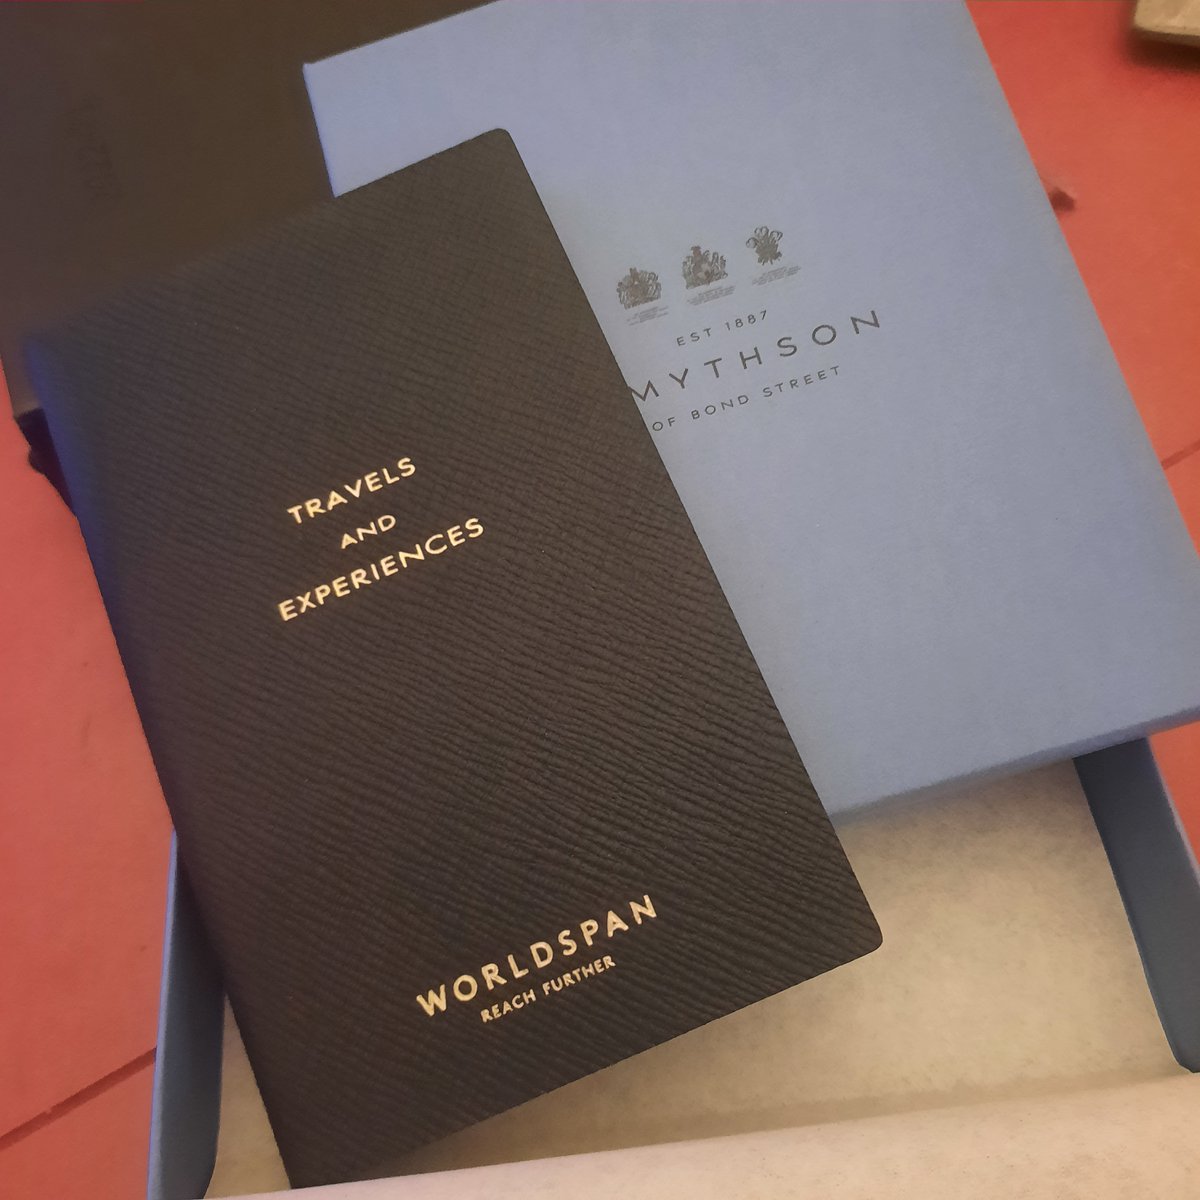 TRAVELS
AND
EXPERIENCES
WORLDSPAN
REACH FURTHER
EST 1887
MYTHSON
OF BOND STREET